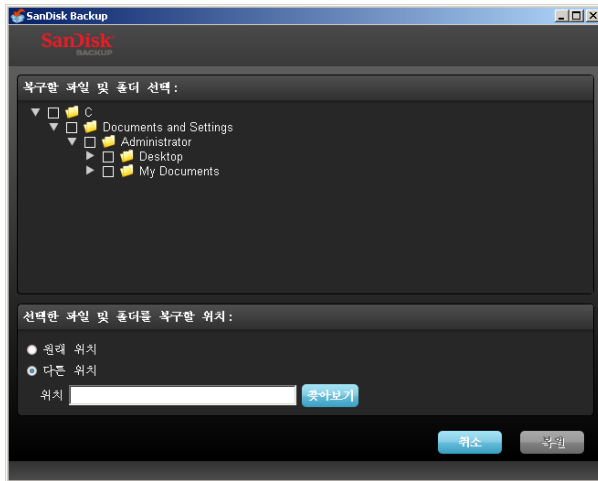 SanDisk Backup
SanDisk
BACKUP
복구할 파일 및 폴더 선택:
C
Documents and Settings
Administrator
Desktop
My Documents
선택한 파일 및 폴더를 복구할 위치:
원래 위치
다른 위치
위치 찾아보기
취소 복원